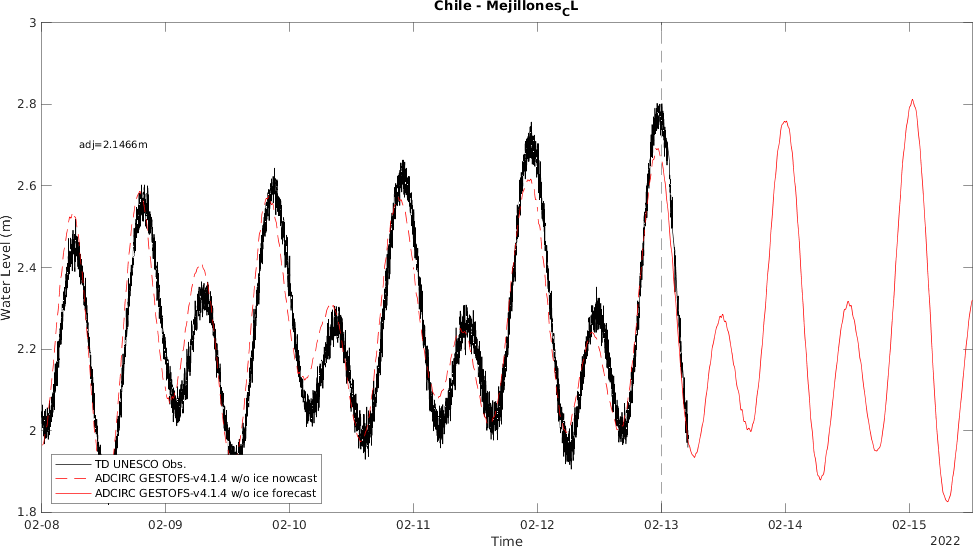 Chile - Mejillones_CL
3
2.8
2.6
2.4
2.2
2
1.8
Water Level (m)
adj=2.1466m
TD UNESCO Obs.
ADCIRC GESTOFS-v4.1.4 w/o ice nowcast
ADCIRC GESTOFS-v4.1.4 w/o ice forecast
02-08 02-09 02-10 02-11 02-12 02-13 02-14 02-15
Time
2022